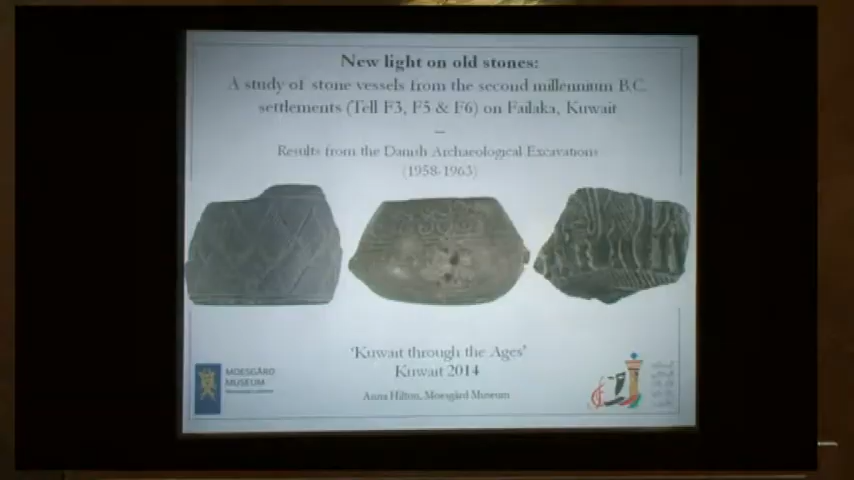 New light on old stones:
A study of stone vessels from the second millennium B.C.
settlements (Tell F3, F5 & F6) on Failaka, Kuwait
–
Results from the Danish Archaeological Excavations
(1958-1963)
'Kuwait through the Ages'
Kuwait 2014
Anna Hilton, Moesgård Museum
MOESGÅRD
MUSEUM